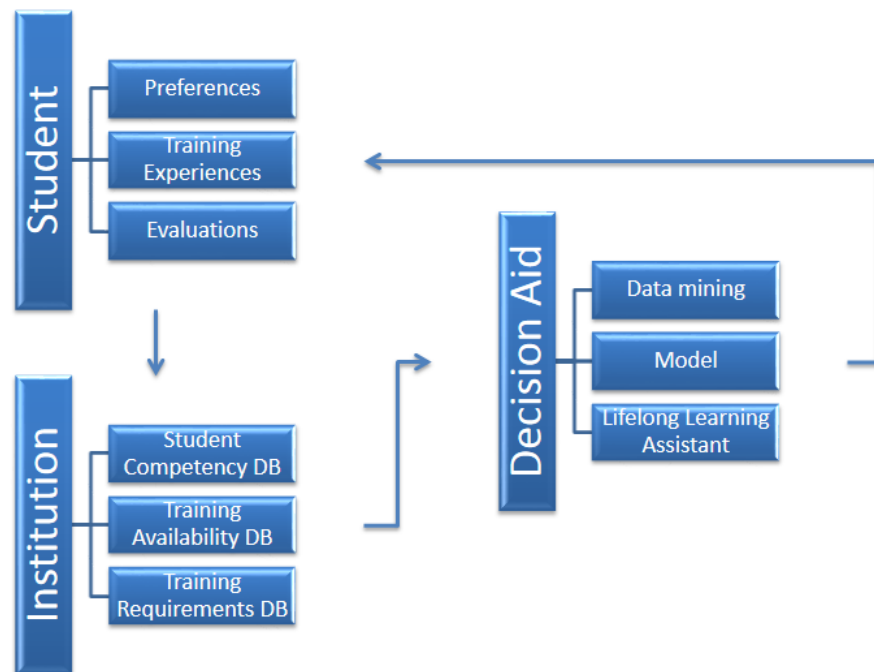 Student
Preferences
Training
Experiences
Evaluations
Institution
Student
Competency DB
Training
Availability DB
Training
Requirements DB
Decision Aid
Data mining
Model
Lifelong Learning
Assistant